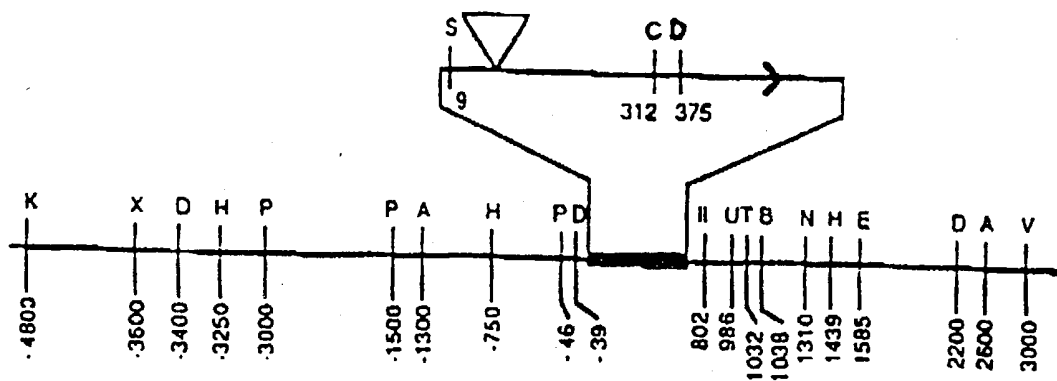 S C D
9 312 375
K X D H P P A H P D II U T B N H E D A V
-4800 -3600 -3400 -3250 -3000 -1500 -1300 -750 -46 -39 802 986 1032 1038 1310 1439 1585 2200 2600 3000